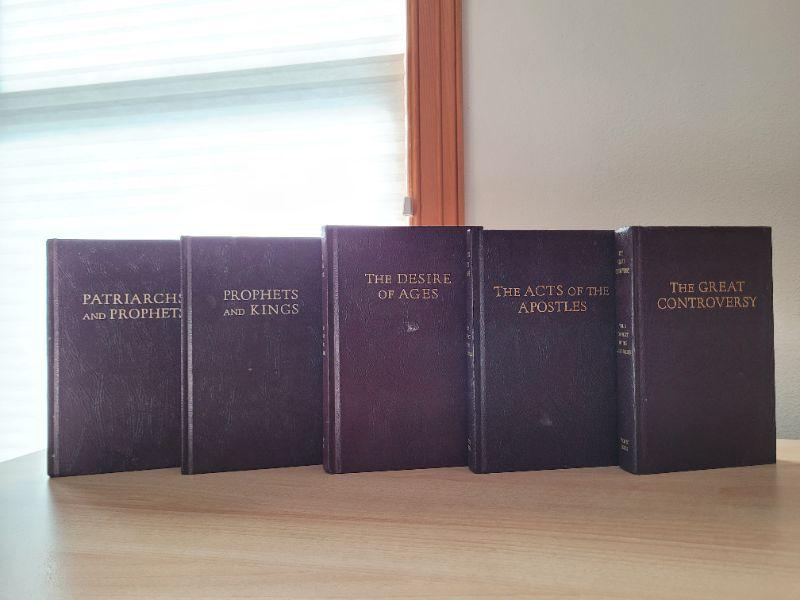 PATRIARCHS
AND PROPHETS
PROPHETS
AND KINGS
THE DESIRE
OF AGES
THE ACTS OF THE
APOSTLES
THE GREAT
CONTROVERSY